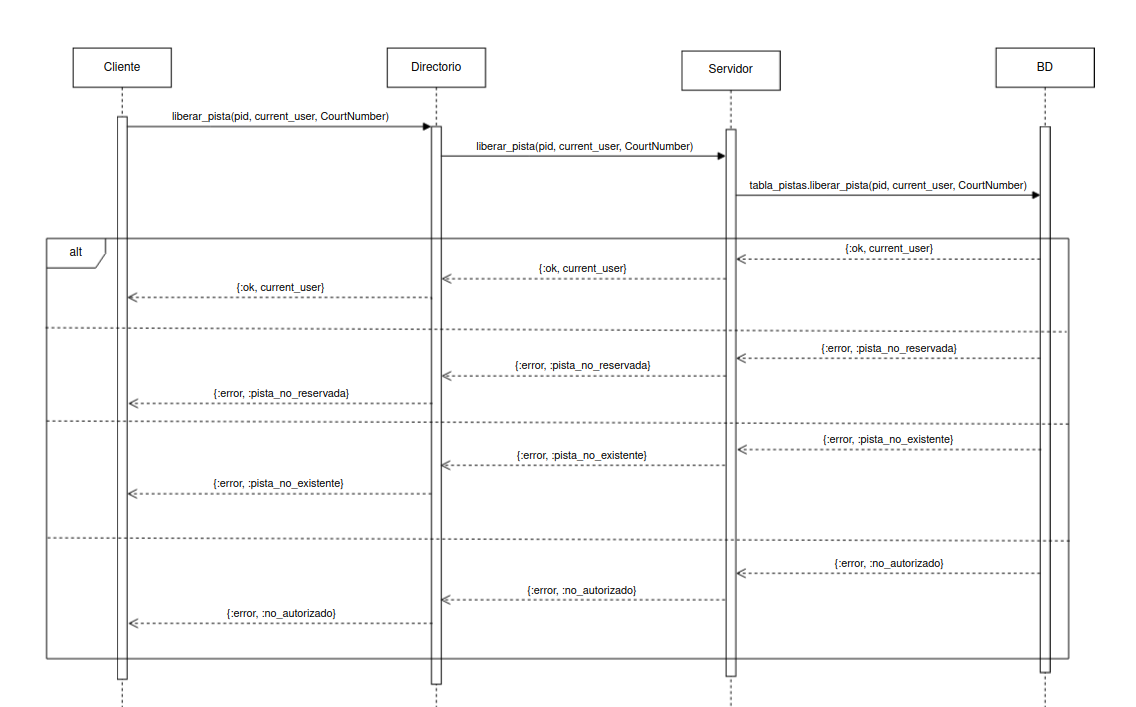 Cliente
Directorio
Servidor
BD
liberar_pista(pid, current_user, CourtNumber)
liberar_pista(pid, current_user, CourtNumber)
tabla_pistas.liberar_pista(pid, current_user, CourtNumber)
alt
{:ok, current_user}
{:ok, current_user}
{:ok, current_user}
{:error, :pista_no_reservada}
{:error, :pista_no_reservada}
{:error, :pista_no_reservada}
{:error, :pista_no_existente}
{:error, :pista_no_existente}
{:error, :pista_no_existente}
{:error, :no_autorizado}
{:error, :no_autorizado}
{:error, :no_autorizado}